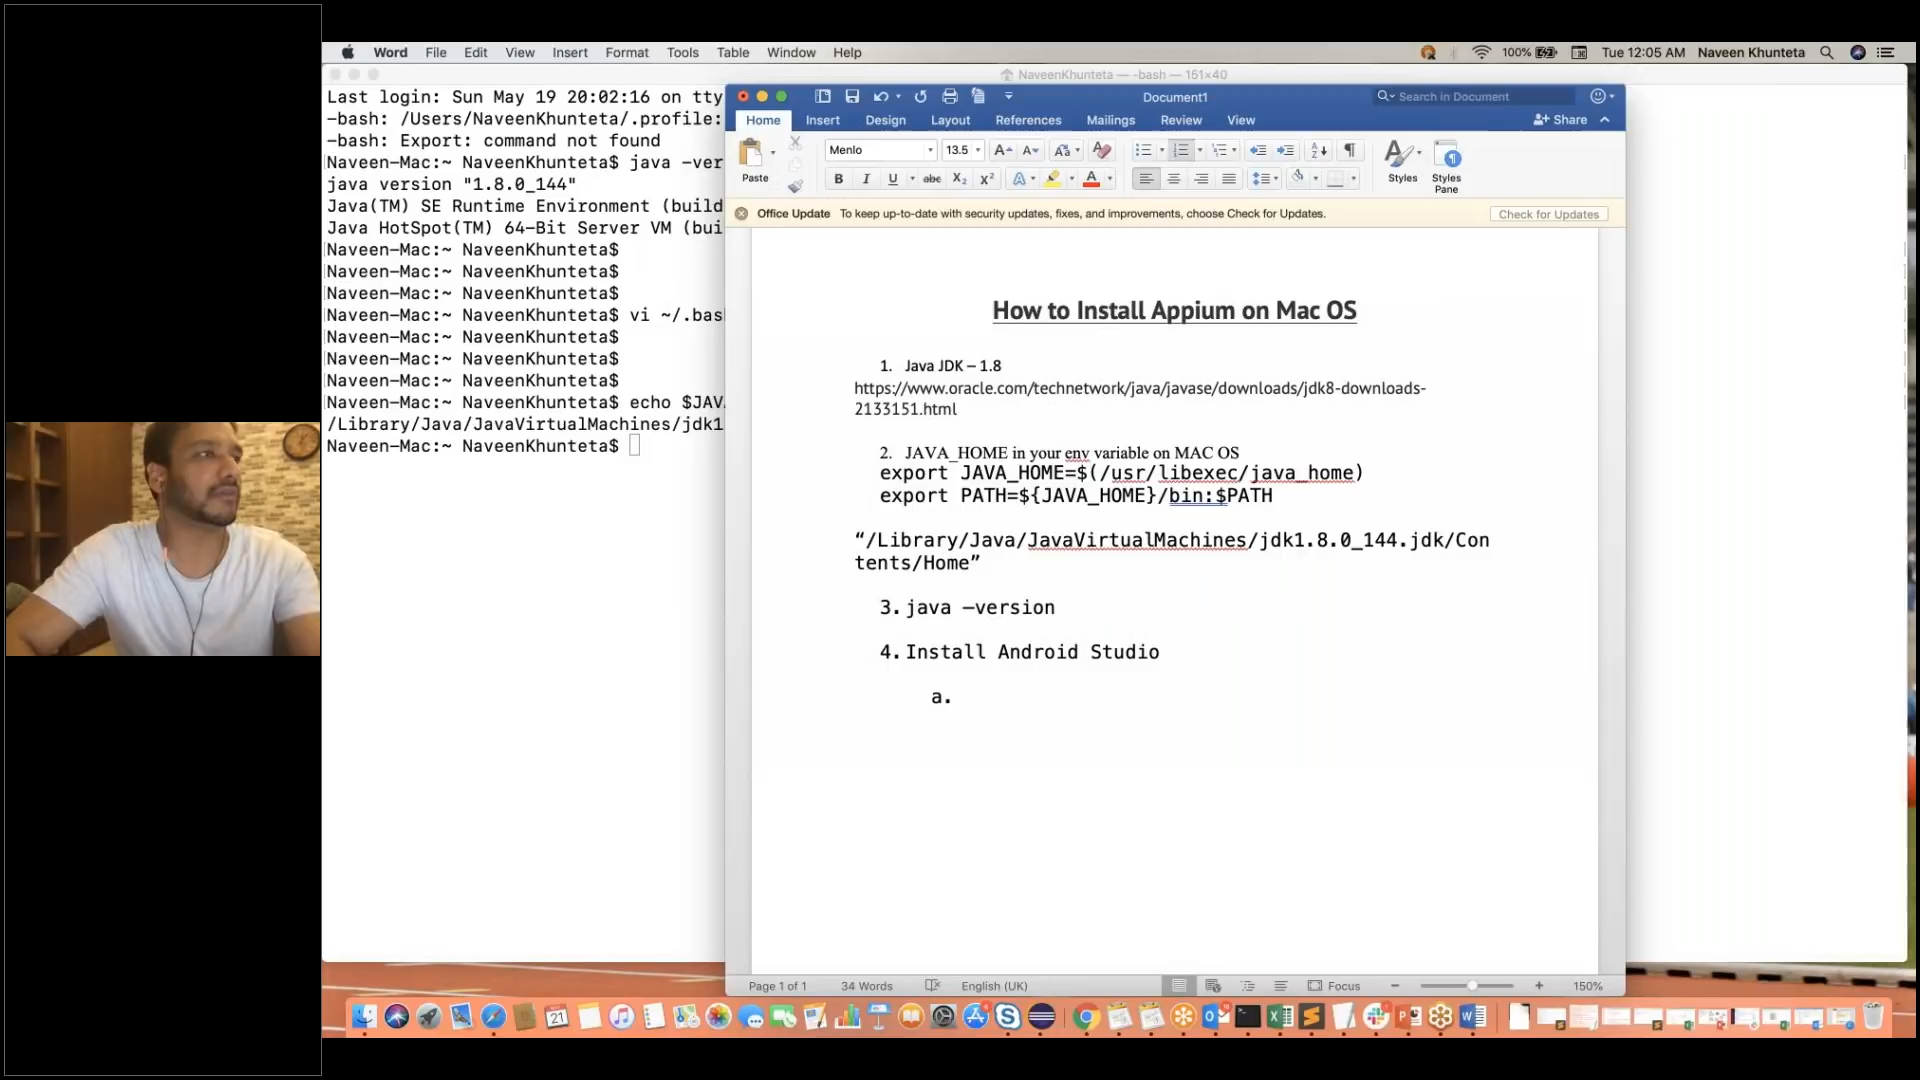 Word File Edit View Insert Format Tools Table Window Help
100% Tue 12:05 AM Naveen Khunteta
NaveenKhunteta — -bash — 151×40
Last login: Sun May 19 20:02:16 on tty
-bash: /Users/NaveenKhunteta/.profile:
-bash: Export: command not found
Naveen-Mac:~ NaveenKhunteta$ java -ver
java version "1.8.0_144"
Java(TM) SE Runtime Environment (build
Java HotSpot(TM) 64-Bit Server VM (bui
Naveen-Mac:~ NaveenKhunteta$
Naveen-Mac:~ NaveenKhunteta$
Naveen-Mac:~ NaveenKhunteta$
Naveen-Mac:~ NaveenKhunteta$ vi ~/.bas
Naveen-Mac:~ NaveenKhunteta$
Naveen-Mac:~ NaveenKhunteta$
Naveen-Mac:~ NaveenKhunteta$
Naveen-Mac:~ NaveenKhunteta$ echo $JAV
/Library/Java/JavaVirtualMachines/jdk1
Naveen-Mac:~ NaveenKhunteta$
Document1
Search in Document
Home Insert Design Layout References Mailings Review View
Share
Menlo 13.5
Paste
Styles
Styles Pane
Office Update To keep up-to-date with security updates, fixes, and improvements, choose Check for Updates.
Check for Updates
How to Install Appium on Mac OS
1. Java JDK – 1.8
https://www.oracle.com/technetwork/java/javase/downloads/jdk8-downloads-
2133151.html
2. JAVA_HOME in your env variable on MAC OS
export JAVA_HOME=$(/usr/libexec/java_home)
export PATH=${JAVA_HOME}/bin:$PATH
“/Library/Java/JavaVirtualMachines/jdk1.8.0_144.jdk/Con
tents/Home”
3. java –version
4. Install Android Studio
a.
Page 1 of 1 34 Words English (UK) Focus 150%
21